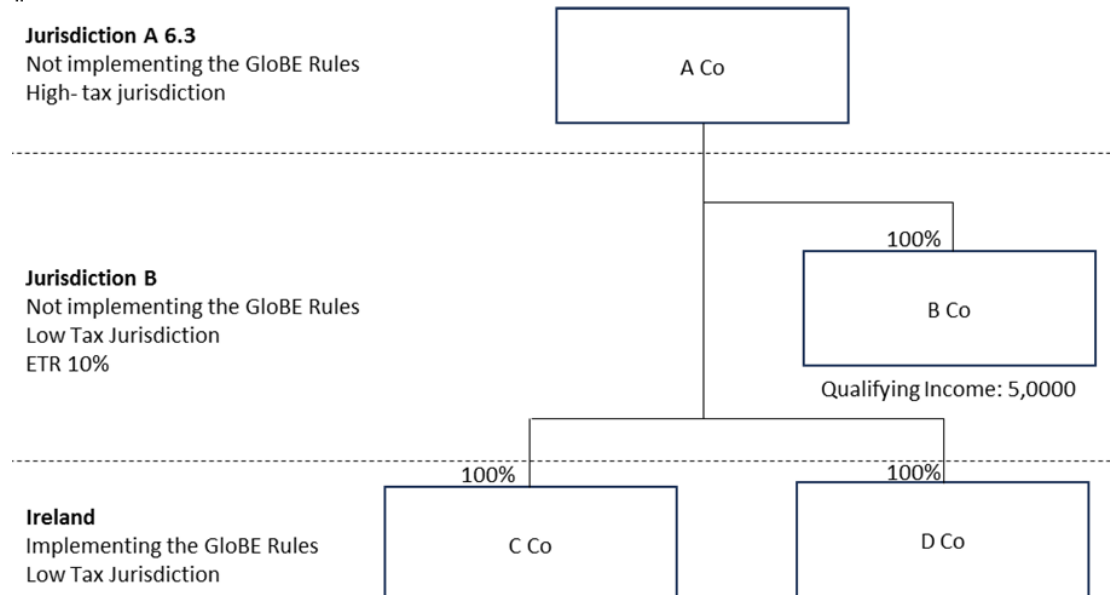 Jurisdiction A 6.3
Not implementing the GloBE Rules
High- tax jurisdiction
A Co
100%
Jurisdiction B
Not implementing the GloBE Rules
Low Tax Jurisdiction
ETR 10%
B Co
Qualifying Income: 5,0000
100%
100%
Ireland
Implementing the GloBE Rules
Low Tax Jurisdiction
C Co
D Co